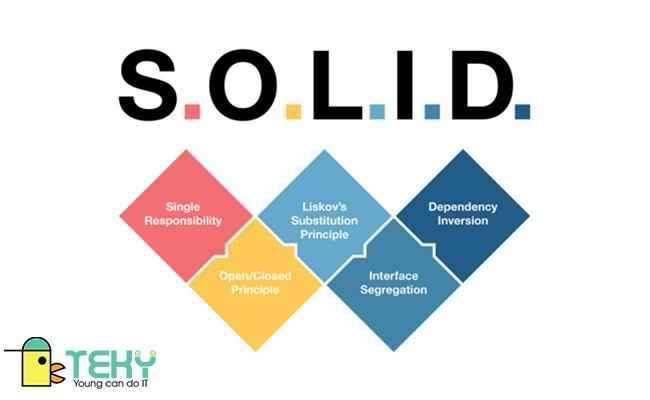 S.O.L.I.D.
Single
Responsibility
Open/Closed
Principle
Liskov's
Substitution
Principle
Interface
Segregation
Dependency
Inversion
TEKY
Young can do IT